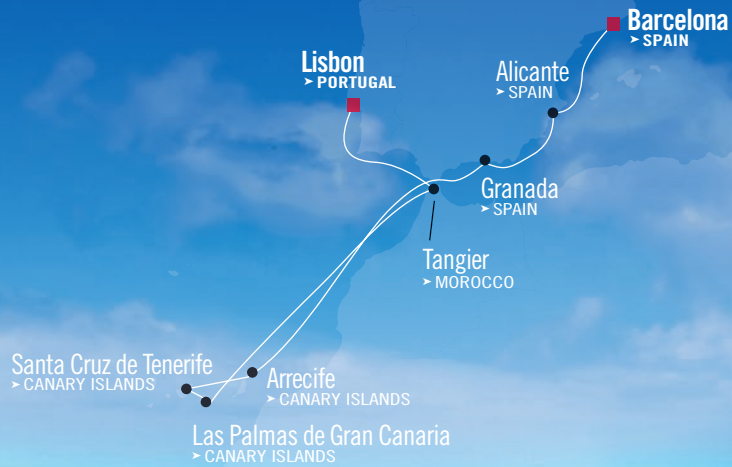 Barcelona
➤ SPAIN
Lisbon
➤ PORTUGAL
Alicante
➤ SPAIN
Granada
➤ SPAIN
Tangier
➤ MOROCCO
Santa Cruz de Tenerife
➤ CANARY ISLANDS
Arrecife
➤ CANARY ISLANDS
Las Palmas de Gran Canaria
➤ CANARY ISLANDS